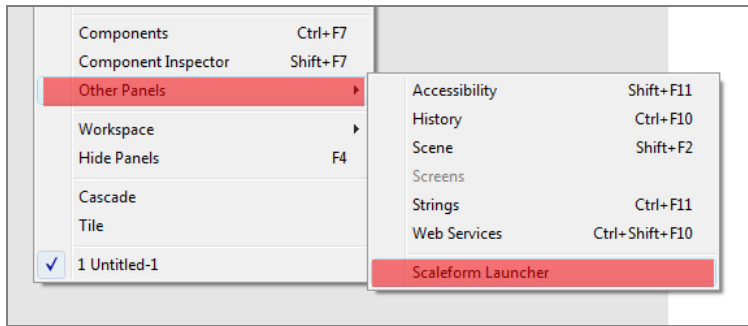 Components Ctrl+F7
Component Inspector Shift+F7
Other Panels
Workspace
Hide Panels F4
Cascade
Tile
1 Untitled-1
Accessibility Shift+F11
History Ctrl+F10
Scene Shift+F2
Screens
Strings Ctrl+F11
Web Services Ctrl+Shift+F10
Scaleform Launcher